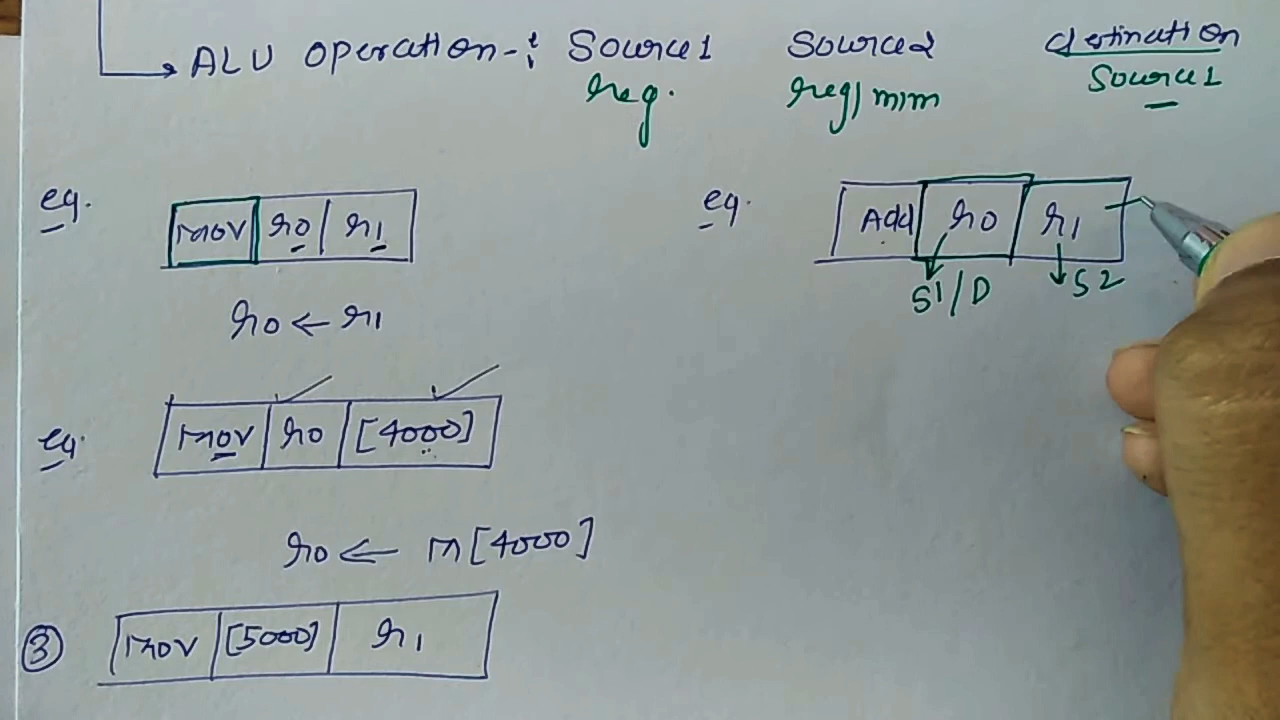 ALU operation-: Source1 Source2 destination
reg. reg/mem Source1
eg. mov r0 r1
r0 ← r1
eg. mov r0 [4000]
r0 ← m[4000]
③ mov [5000] r1
eg. Add r0 r1
S1/D S2